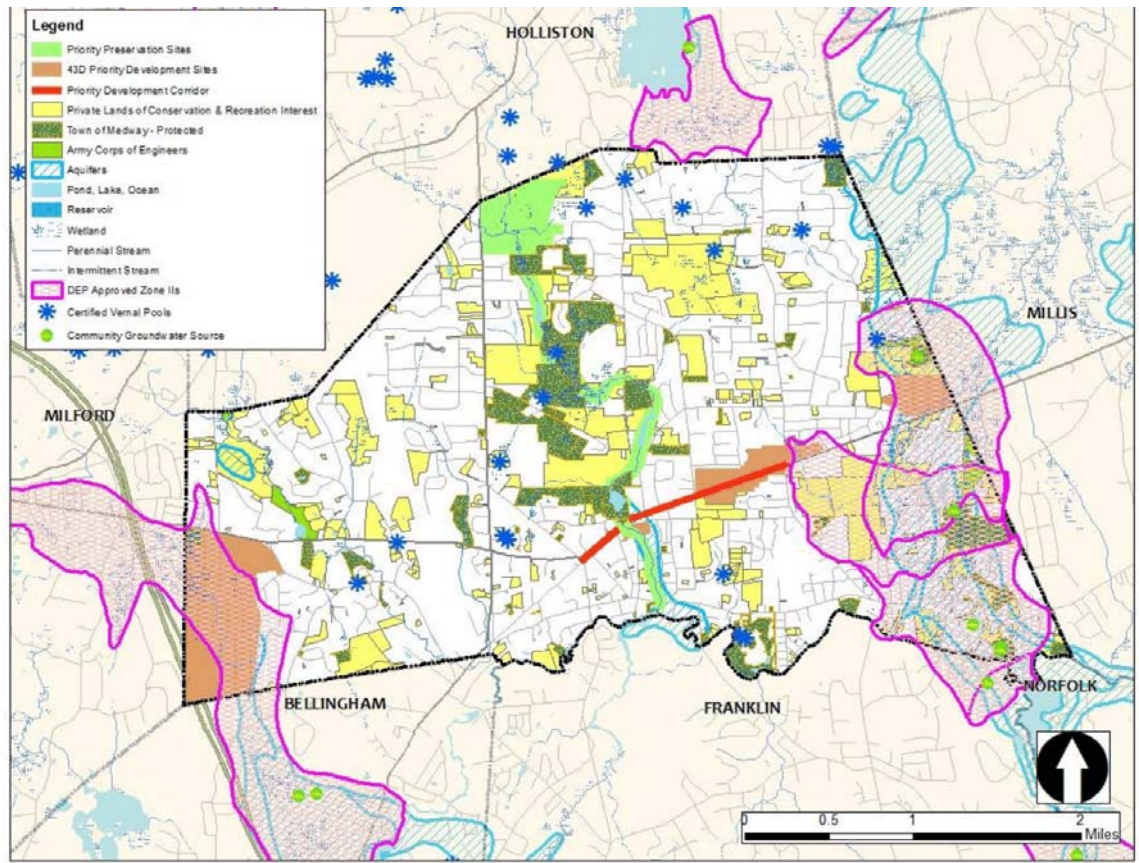 Legend
Priority Preservation Sites
43D Priority Development Sites
Priority Development Corridor
Private Lands of Conservation & Recreation Interest
Town of Medway - Protected
Army Corps of Engineers
Aquifers
Pond, Lake, Ocean
Reservoir
Wetland
Perennial Stream
Intermittent Stream
DEP Approved Zone IIs
Certified Vernal Pools
Community Groundwater Source
HOLLISTON
MILLIS
MILFORD
BELLINGHAM
FRANKLIN
NORFOLK
0 0.5 1 2
Miles